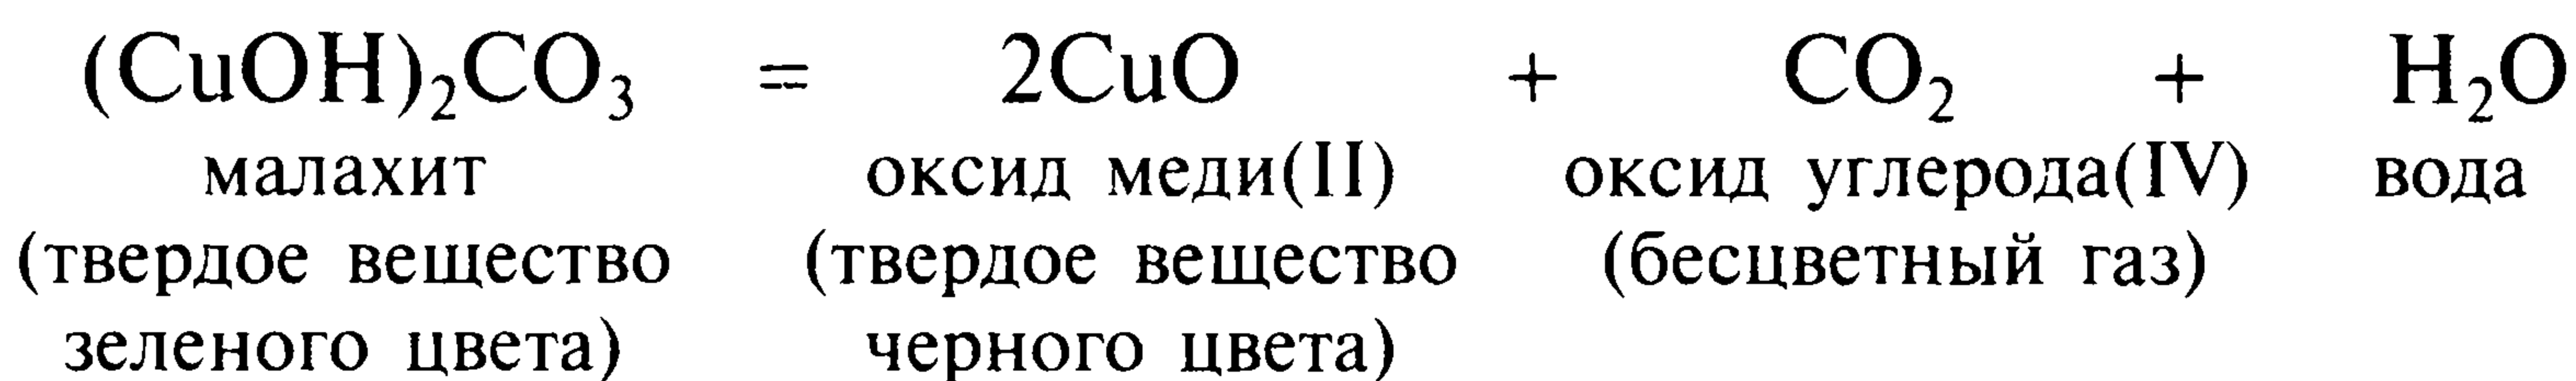 (CuOH)₂CO₃ = 2CuO + CO₂ + H₂O
малахит оксид меди(II) оксид углерода(IV) вода
(твердое вещество (твердое вещество (бесцветный газ)
зеленого цвета) черного цвета)